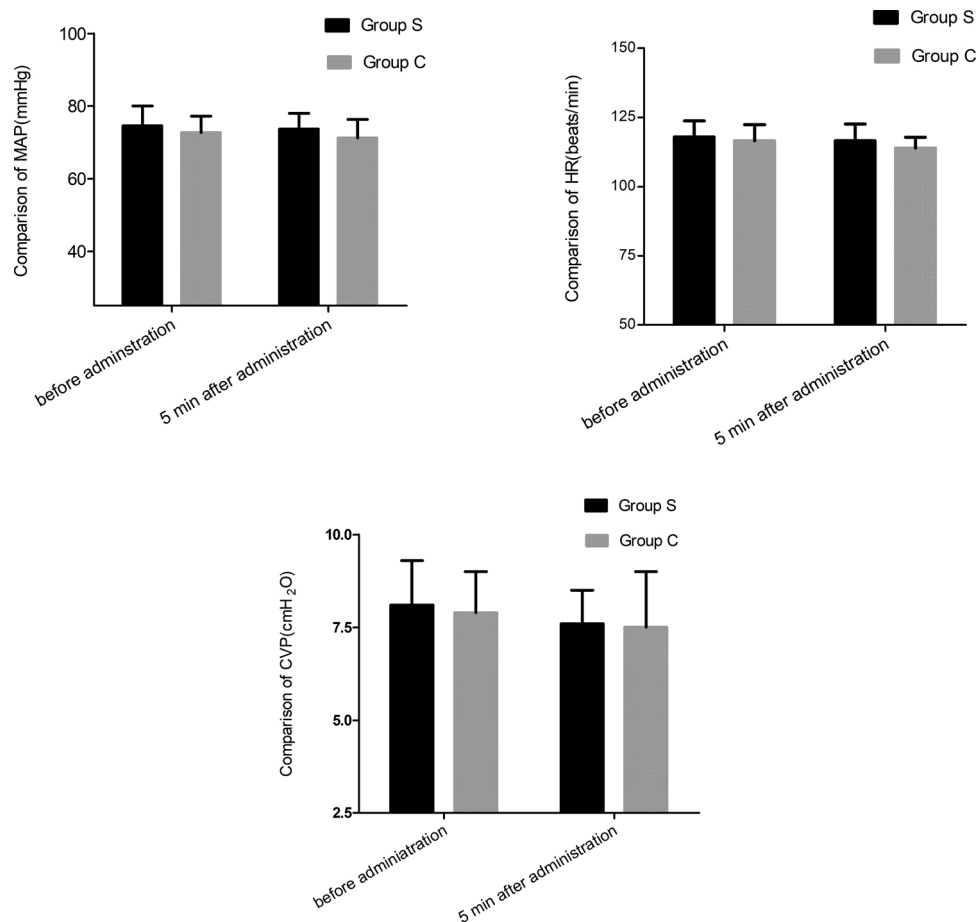 Group S
Group C
Comparison of MAP(mmHg)
100
80
60
40
before adminstration
5 min after administration
Group S
Group C
Comparison of HR(beats/min)
150
125
100
75
50
before administration
5 min after administration
Group S
Group C
Comparison of CVP(cmH₂O)
10.0
7.5
5.0
2.5
before adminiatration
5 min after administration